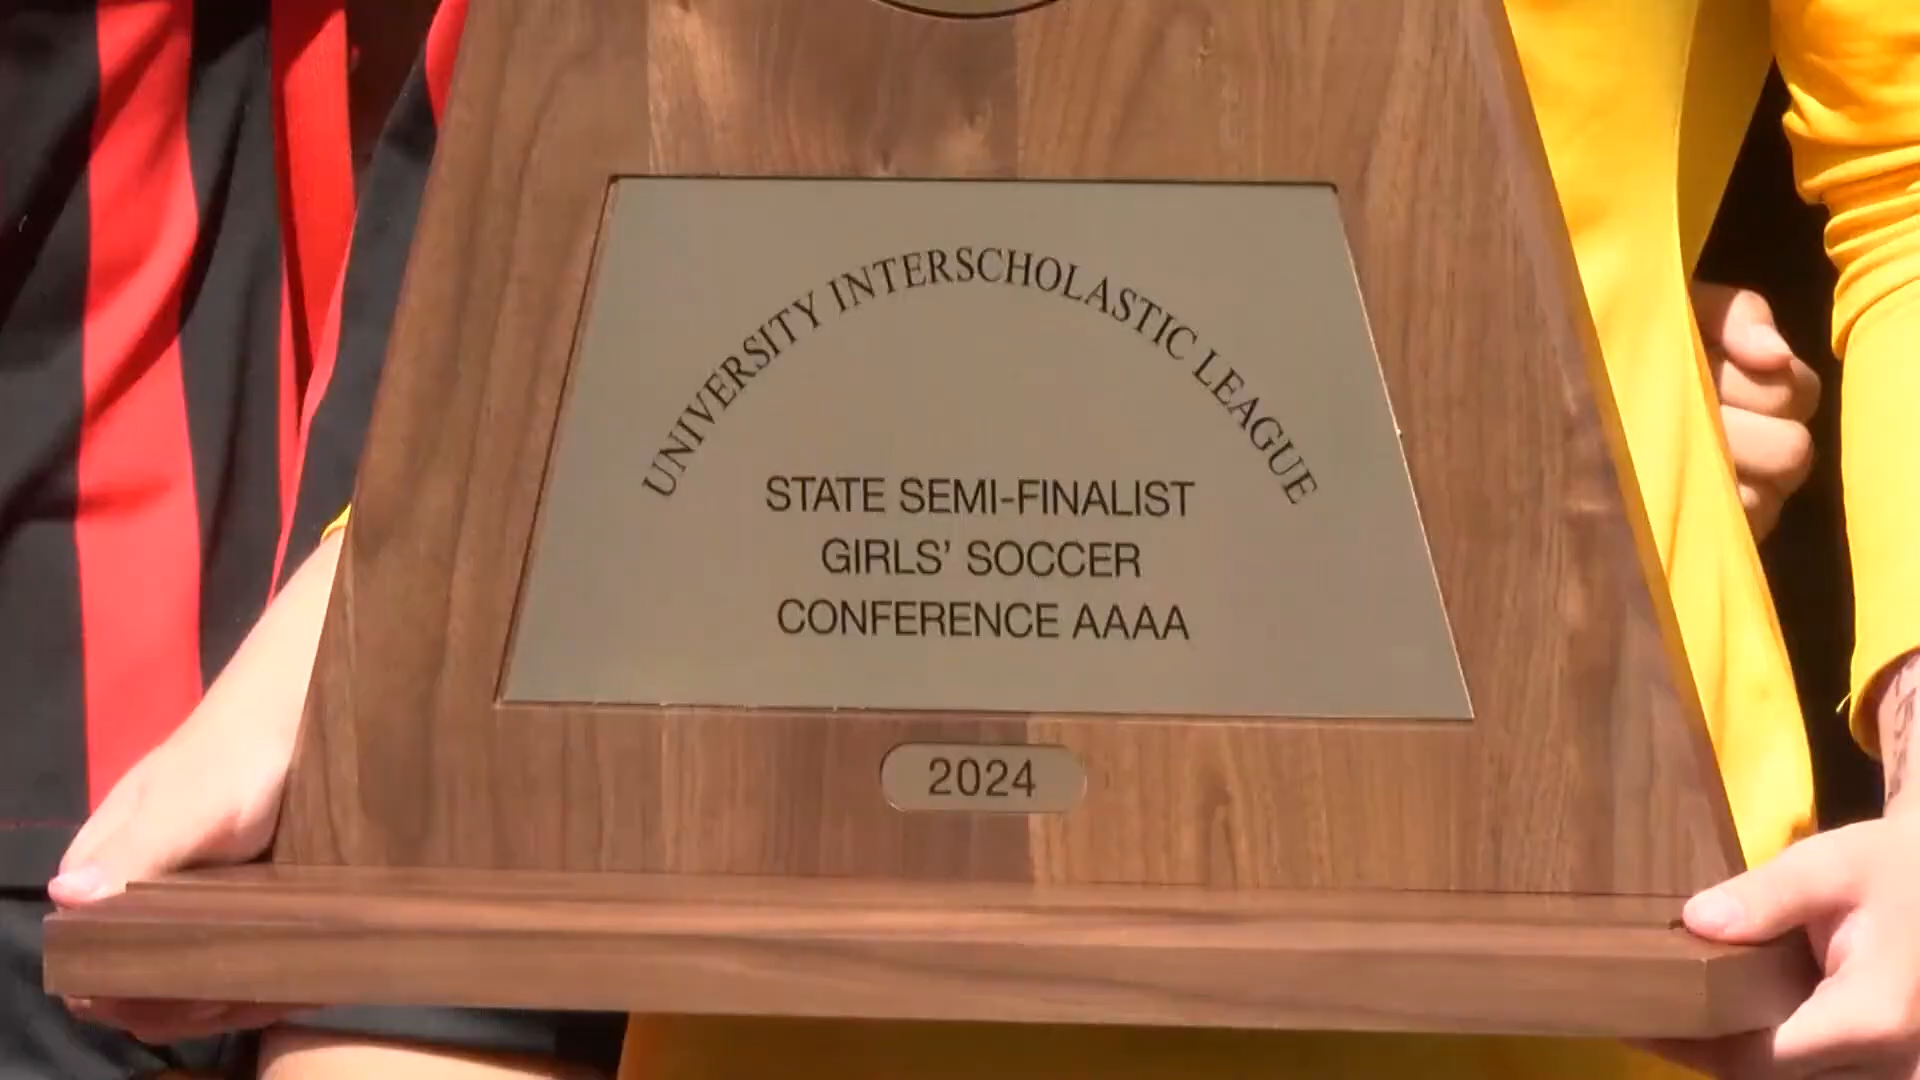 UNIVERSITY INTERSCHOLASTIC LEAGUE
STATE SEMI-FINALIST
GIRLS’ SOCCER
CONFERENCE AAAA
2024